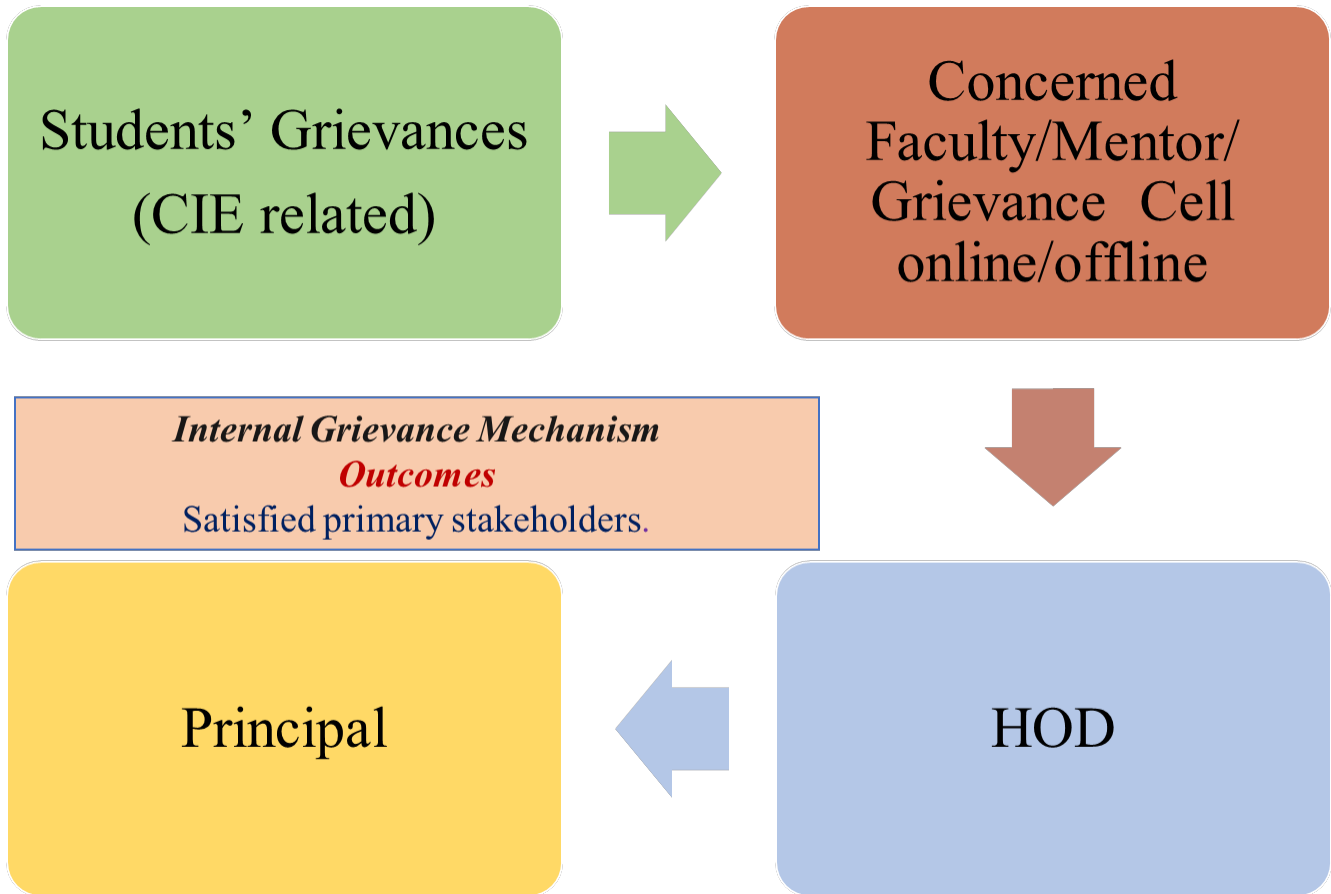 Students’ Grievances
(CIE related)
Concerned
Faculty/Mentor/
Grievance Cell
online/offline
Internal Grievance Mechanism
Outcomes
Satisfied primary stakeholders.
Principal
HOD